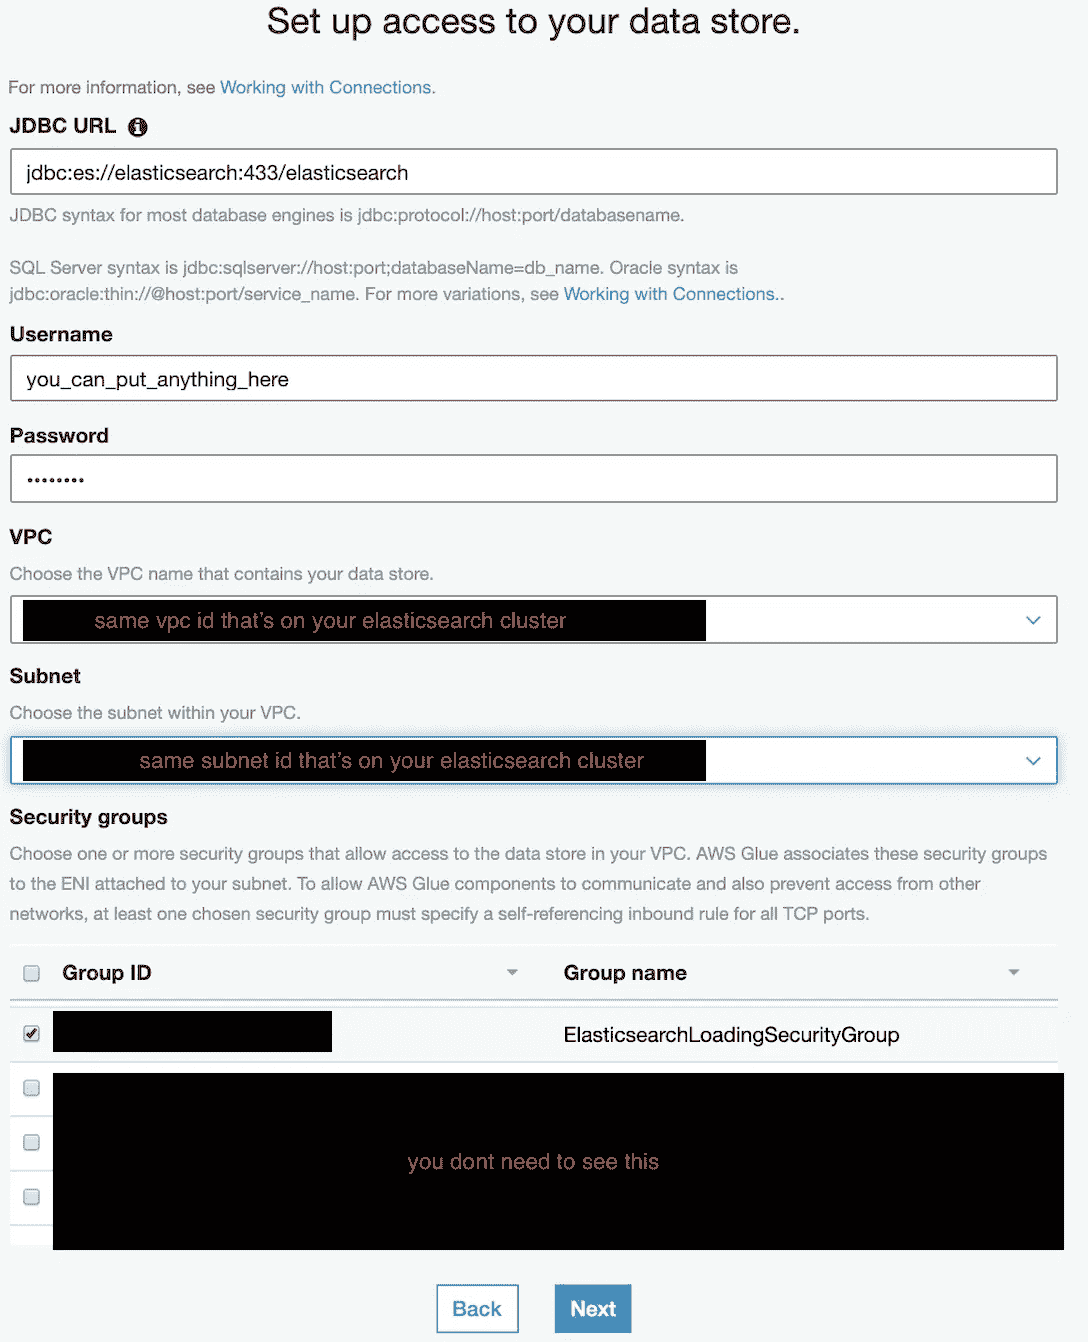 Set up access to your data store.
For more information, see Working with Connections.
JDBC URL
jdbc:es://elasticsearch:433/elasticsearch
JDBC syntax for most database engines is jdbc:protocol://host:port/databasename.
SQL Server syntax is jdbc:sqlserver://host:port;databaseName=db_name. Oracle syntax is
jdbc:oracle:thin://@host:port/service_name. For more variations, see Working with Connections..
Username
you_can_put_anything_here
Password
••••••••
VPC
Choose the VPC name that contains your data store.
same vpc id that's on your elasticsearch cluster
Subnet
Choose the subnet within your VPC.
same subnet id that's on your elasticsearch cluster
Security groups
Choose one or more security groups that allow access to the data store in your VPC. AWS Glue associates these security groups
to the ENI attached to your subnet. To allow AWS Glue components to communicate and also prevent access from other
networks, at least one chosen security group must specify a self-referencing inbound rule for all TCP ports.
Group ID Group name
ElasticsearchLoadingSecurityGroup
you dont need to see this
Back Next